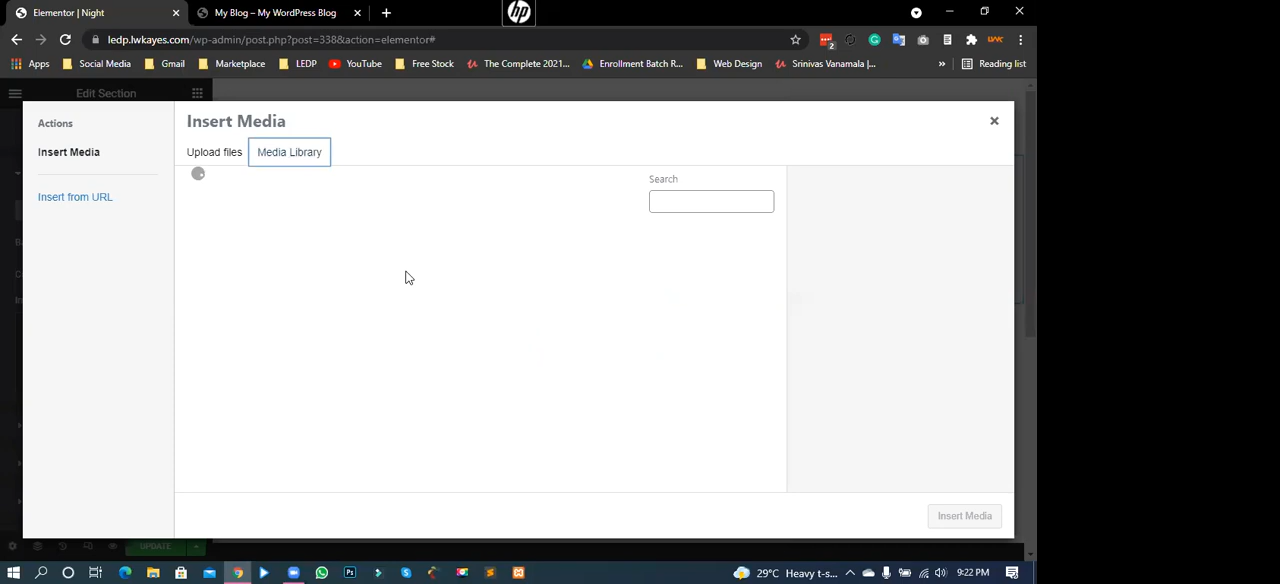 Elementor | Night
My Blog – My WordPress Blog
hp
ledp.lwkayes.com/wp-admin/post.php?post=338&action=elementor#
2
Apps
Social Media
Gmail
Marketplace
LEDP
YouTube
Free Stock
The Complete 2021...
Enrollment Batch R...
Web Design
Srinivas Vanamala |...
»
Reading list
Edit Section
Actions
Insert Media
Insert from URL
Insert Media
Upload files
Media Library
Search
Insert Media
UPDATE
Ps
29°C Heavy t-s...
9:22 PM